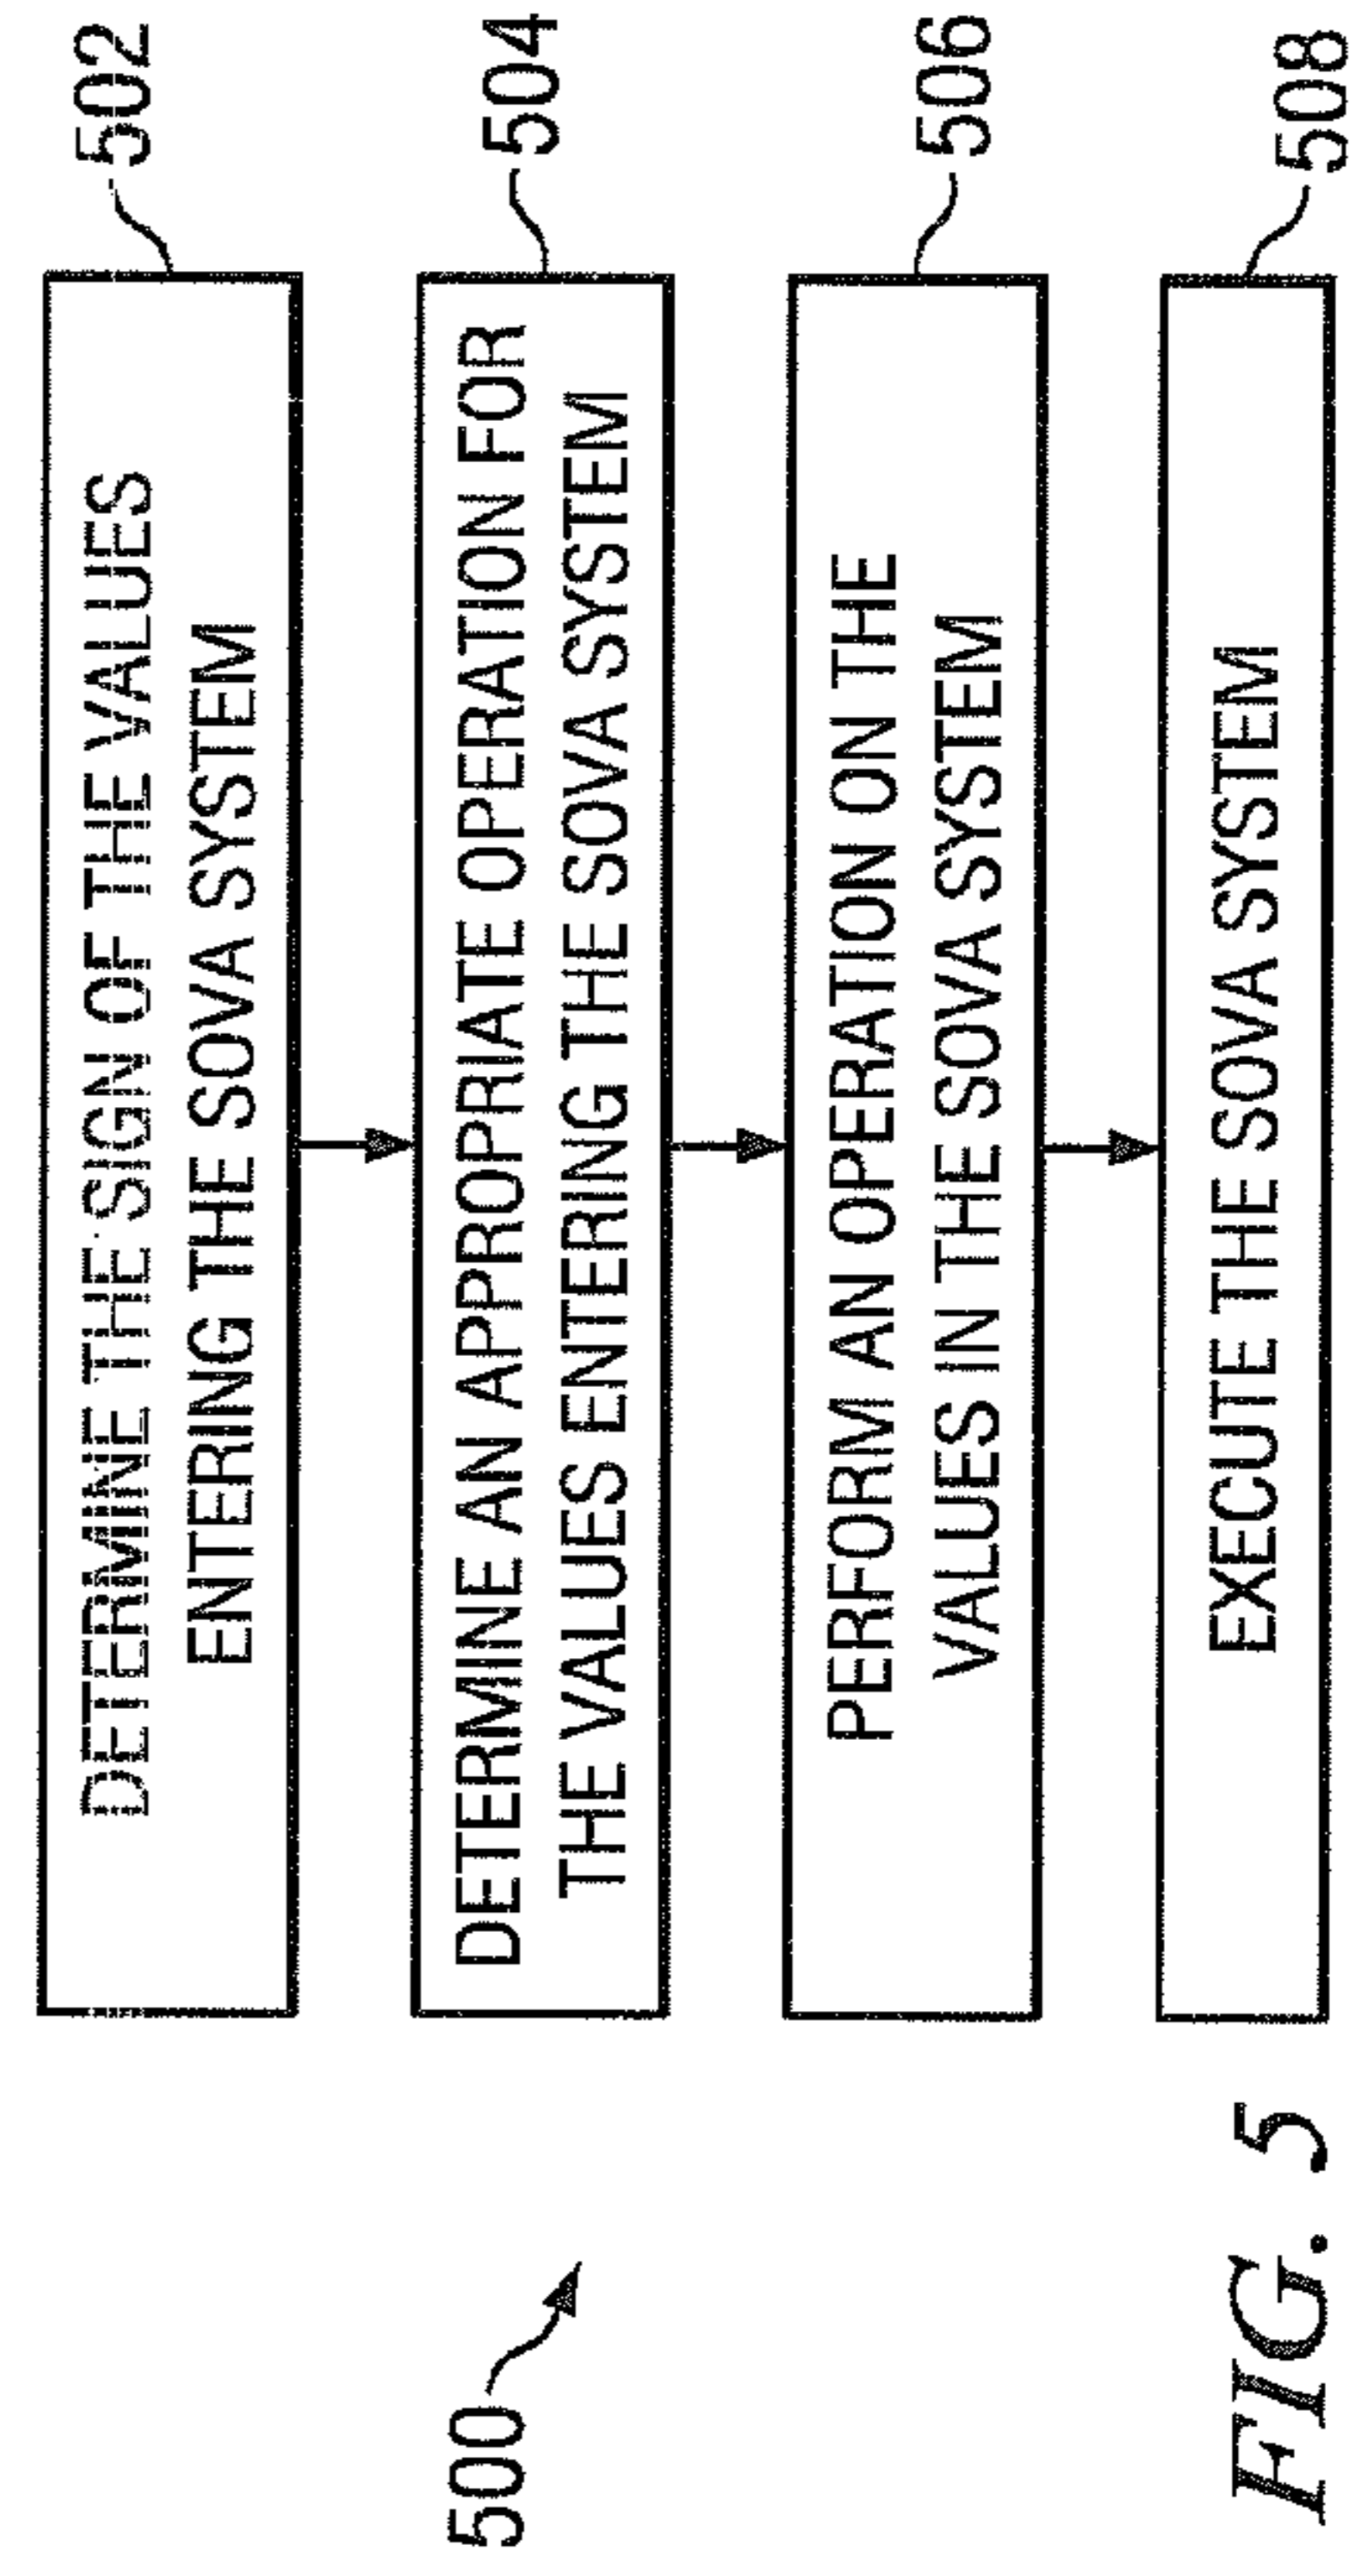 502
DETERMINE THE SIGN OF THE VALUES
ENTERING THE SOVA SYSTEM
504
DETERMINE AN APPROPRIATE OPERATION FOR
THE VALUES ENTERING THE SOVA SYSTEM
500
506
PERFORM AN OPERATION ON THE
VALUES IN THE SOVA SYSTEM
508
EXECUTE THE SOVA SYSTEM
FIG. 5